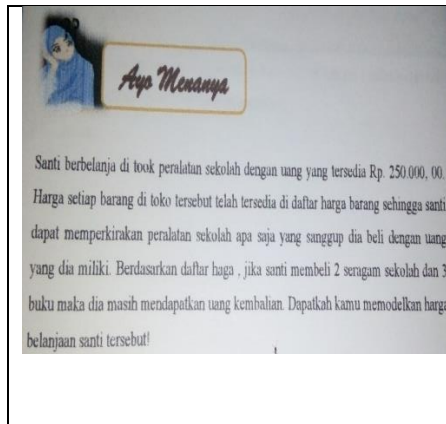 Ayo Menanya
Santi berbelanja di took peralatan sekolah dengan uang yang tersedia Rp. 250.000, 00.
Harga setiap barang di toko tersebut telah tersedia di daftar harga barang sehingga santi
dapat memperkirakan peralatan sekolah apa saja yang sanggup dia beli dengan uang
yang dia miliki. Berdasarkan daftar haga , jika santi membeli 2 seragam sekolah dan 3
buku maka dia masih mendapatkan uang kembalian. Dapatkah kamu memodelkan harga
belanjaan santi tersebut!